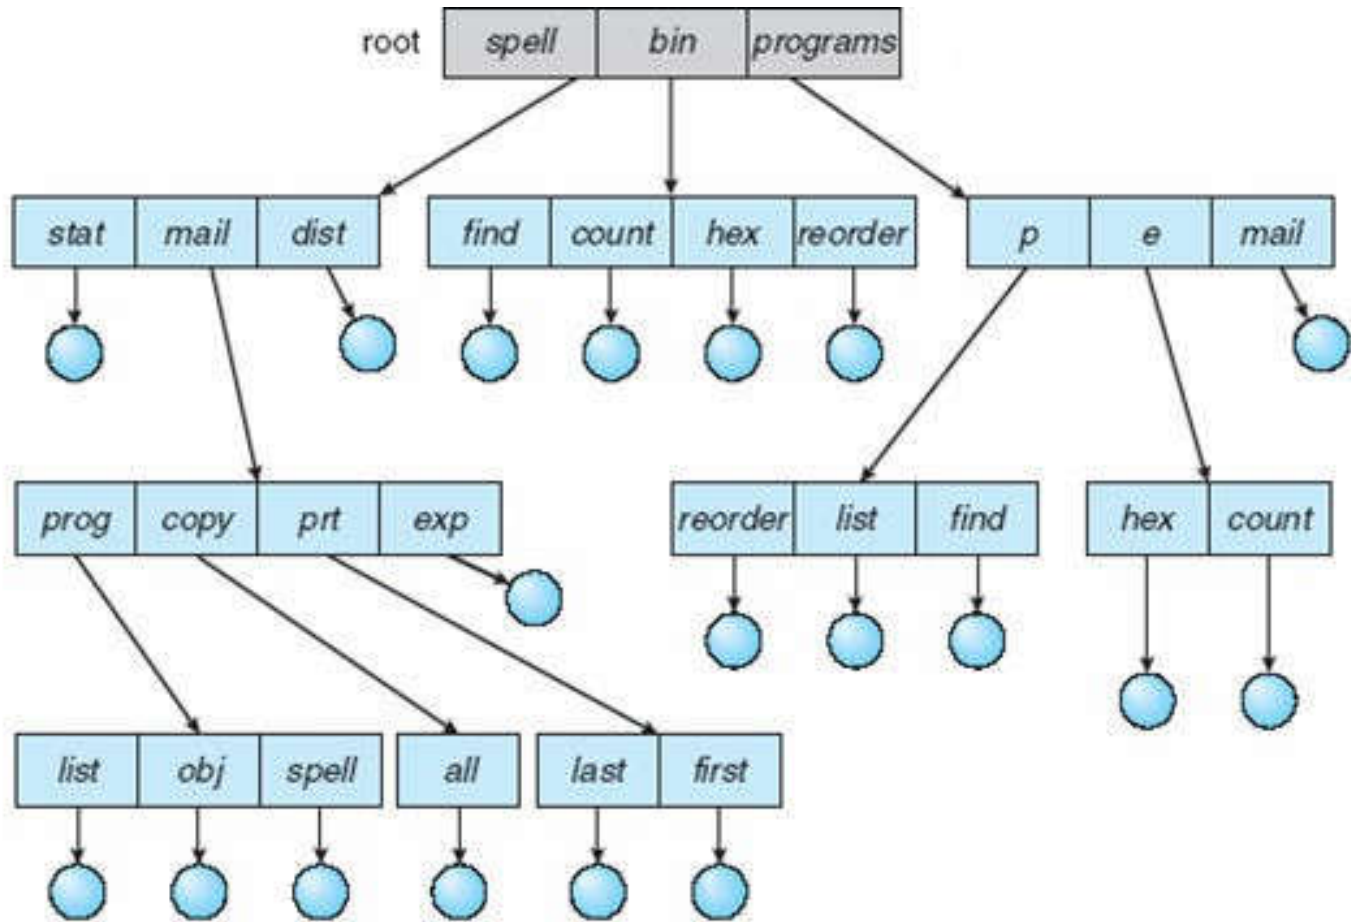 root spell bin programs
stat mail dist find count hex reorder p e mail
prog copy prt exp reorder list find hex count
list obj spell all last first